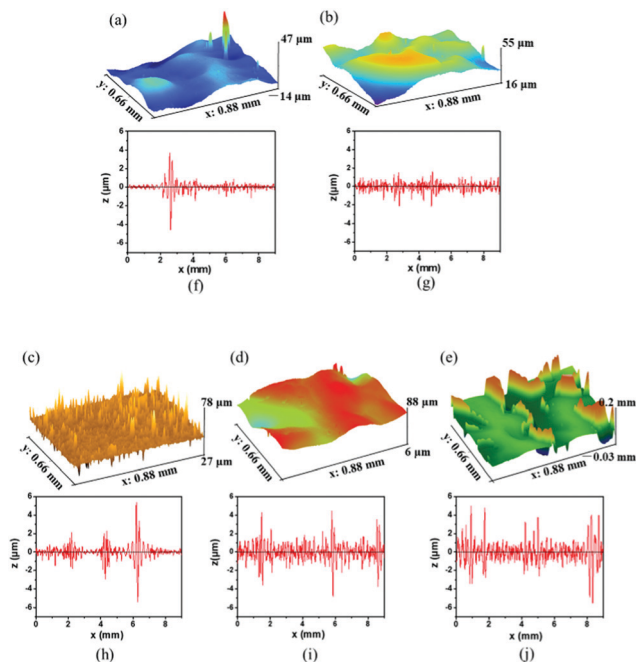 (a)
47 μm
−14 μm
y: 0.66 mm
x: 0.88 mm
(b)
55 μm
16 μm
y: 0.66 mm
x: 0.88 mm
6
4
2
0
-2
-4
-6
z (μm)
0 2 4 6 8
x (mm)
(f)
6
4
2
0
-2
-4
-6
z (μm)
0 2 4 6 8
x (mm)
(g)
(c)
78 μm
27 μm
y: 0.66 mm
x: 0.88 mm
(d)
88 μm
6 μm
y: 0.66 mm
x: 0.88 mm
(e)
0.2 mm
−0.03 mm
y: 0.66 mm
x: 0.88 mm
6
4
2
0
-2
-4
-6
z (μm)
0 2 4 6 8
x (mm)
(h)
6
4
2
0
-2
-4
-6
z (μm)
0 2 4 6 8
x (mm)
(i)
6
4
2
0
-2
-4
-6
z (μm)
0 2 4 6 8
x (mm)
(j)